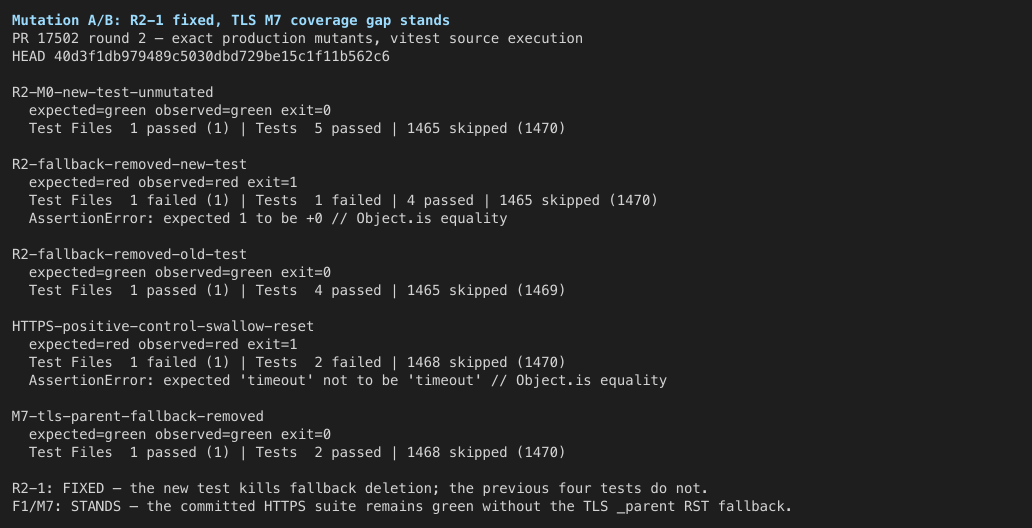 Mutation A/B: R2-1 fixed, TLS M7 coverage gap stands
PR 17502 round 2 — exact production mutants, vitest source execution
HEAD 40d3f1db979489c5030dbd729be15c1f11b562c6
R2-M0-new-test-unmutated
expected=green observed=green exit=0
Test Files  1 passed (1) | Tests  5 passed | 1465 skipped (1470)
R2-fallback-removed-new-test
expected=red observed=red exit=1
Test Files  1 failed (1) | Tests  1 failed | 4 passed | 1465 skipped (1470)
AssertionError: expected 1 to be +0 // Object.is equality
R2-fallback-removed-old-test
expected=green observed=green exit=0
Test Files  1 passed (1) | Tests  4 passed | 1465 skipped (1469)
HTTPS-positive-control-swallow-reset
expected=red observed=red exit=1
Test Files  1 failed (1) | Tests  2 failed | 1468 skipped (1470)
AssertionError: expected 'timeout' not to be 'timeout' // Object.is equality
M7-tls-parent-fallback-removed
expected=green observed=green exit=0
Test Files  1 passed (1) | Tests  2 passed | 1468 skipped (1470)
R2-1: FIXED — the new test kills fallback deletion; the previous four tests do not.
F1/M7: STANDS — the committed HTTPS suite remains green without the TLS _parent RST fallback.